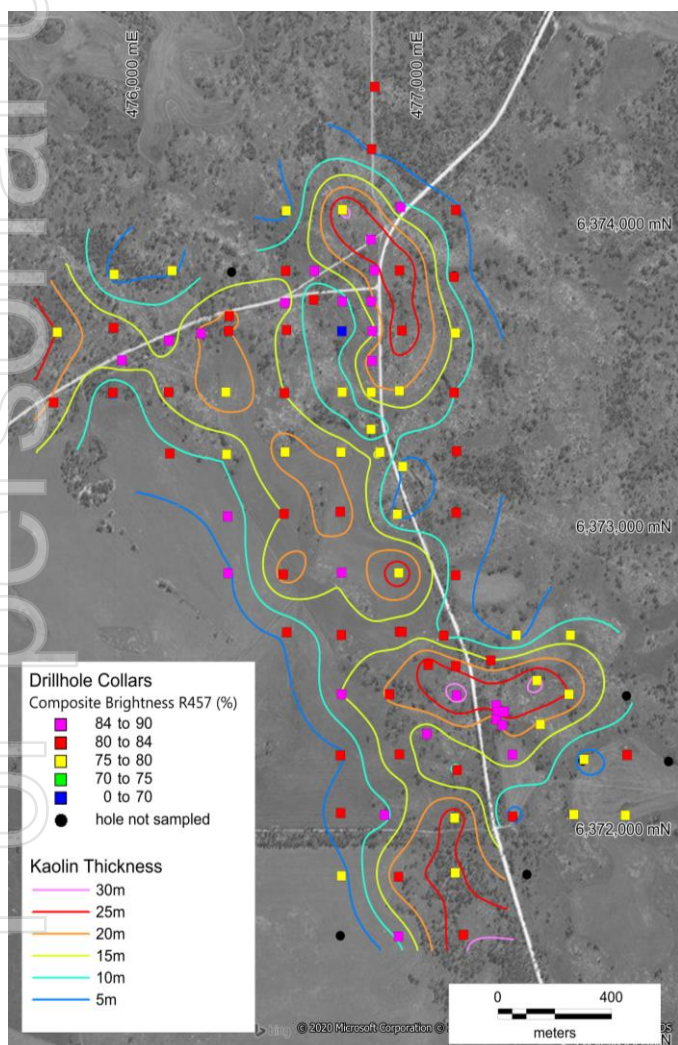 476,000 mE
477,000 mE
6,374,000 mN
6,373,000 mN
6,372,000 mN
Drillhole Collars
Composite Brightness R457 (%)
84 to 90
80 to 84
75 to 80
70 to 75
0 to 70
hole not sampled
Kaolin Thickness
30m
25m
20m
15m
10m
5m
0 400
meters
bing © 2020 Microsoft Corporation ©